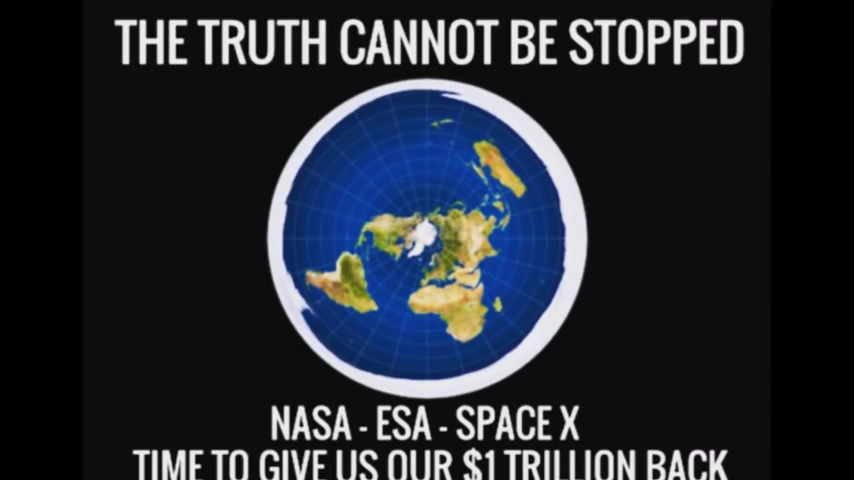 THE TRUTH CANNOT BE STOPPED
NASA - ESA - SPACE X
TIME TO GIVE US OUR $1 TRILLION BACK